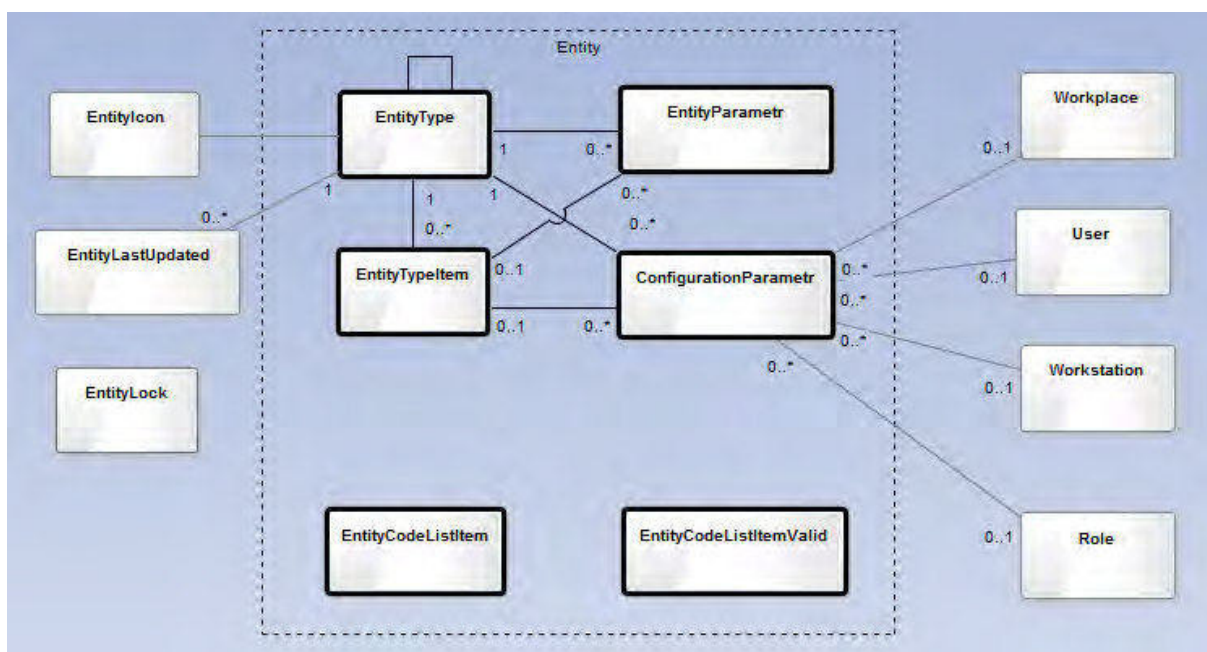 Entity
EntityIcon
EntityType
EntityParametr
Workplace
1
0..*
0..1
1
0..*
1
1
0..*
0..*
0..*
0..*
EntityLastUpdated
EntityTypeItem
0..1
ConfigurationParametr
0..*
User
0..1
0..*
0..1
0..*
0..*
0..*
EntityLock
Workstation
0..1
EntityCodeListItem
EntityCodeListItemValid
0..1
Role